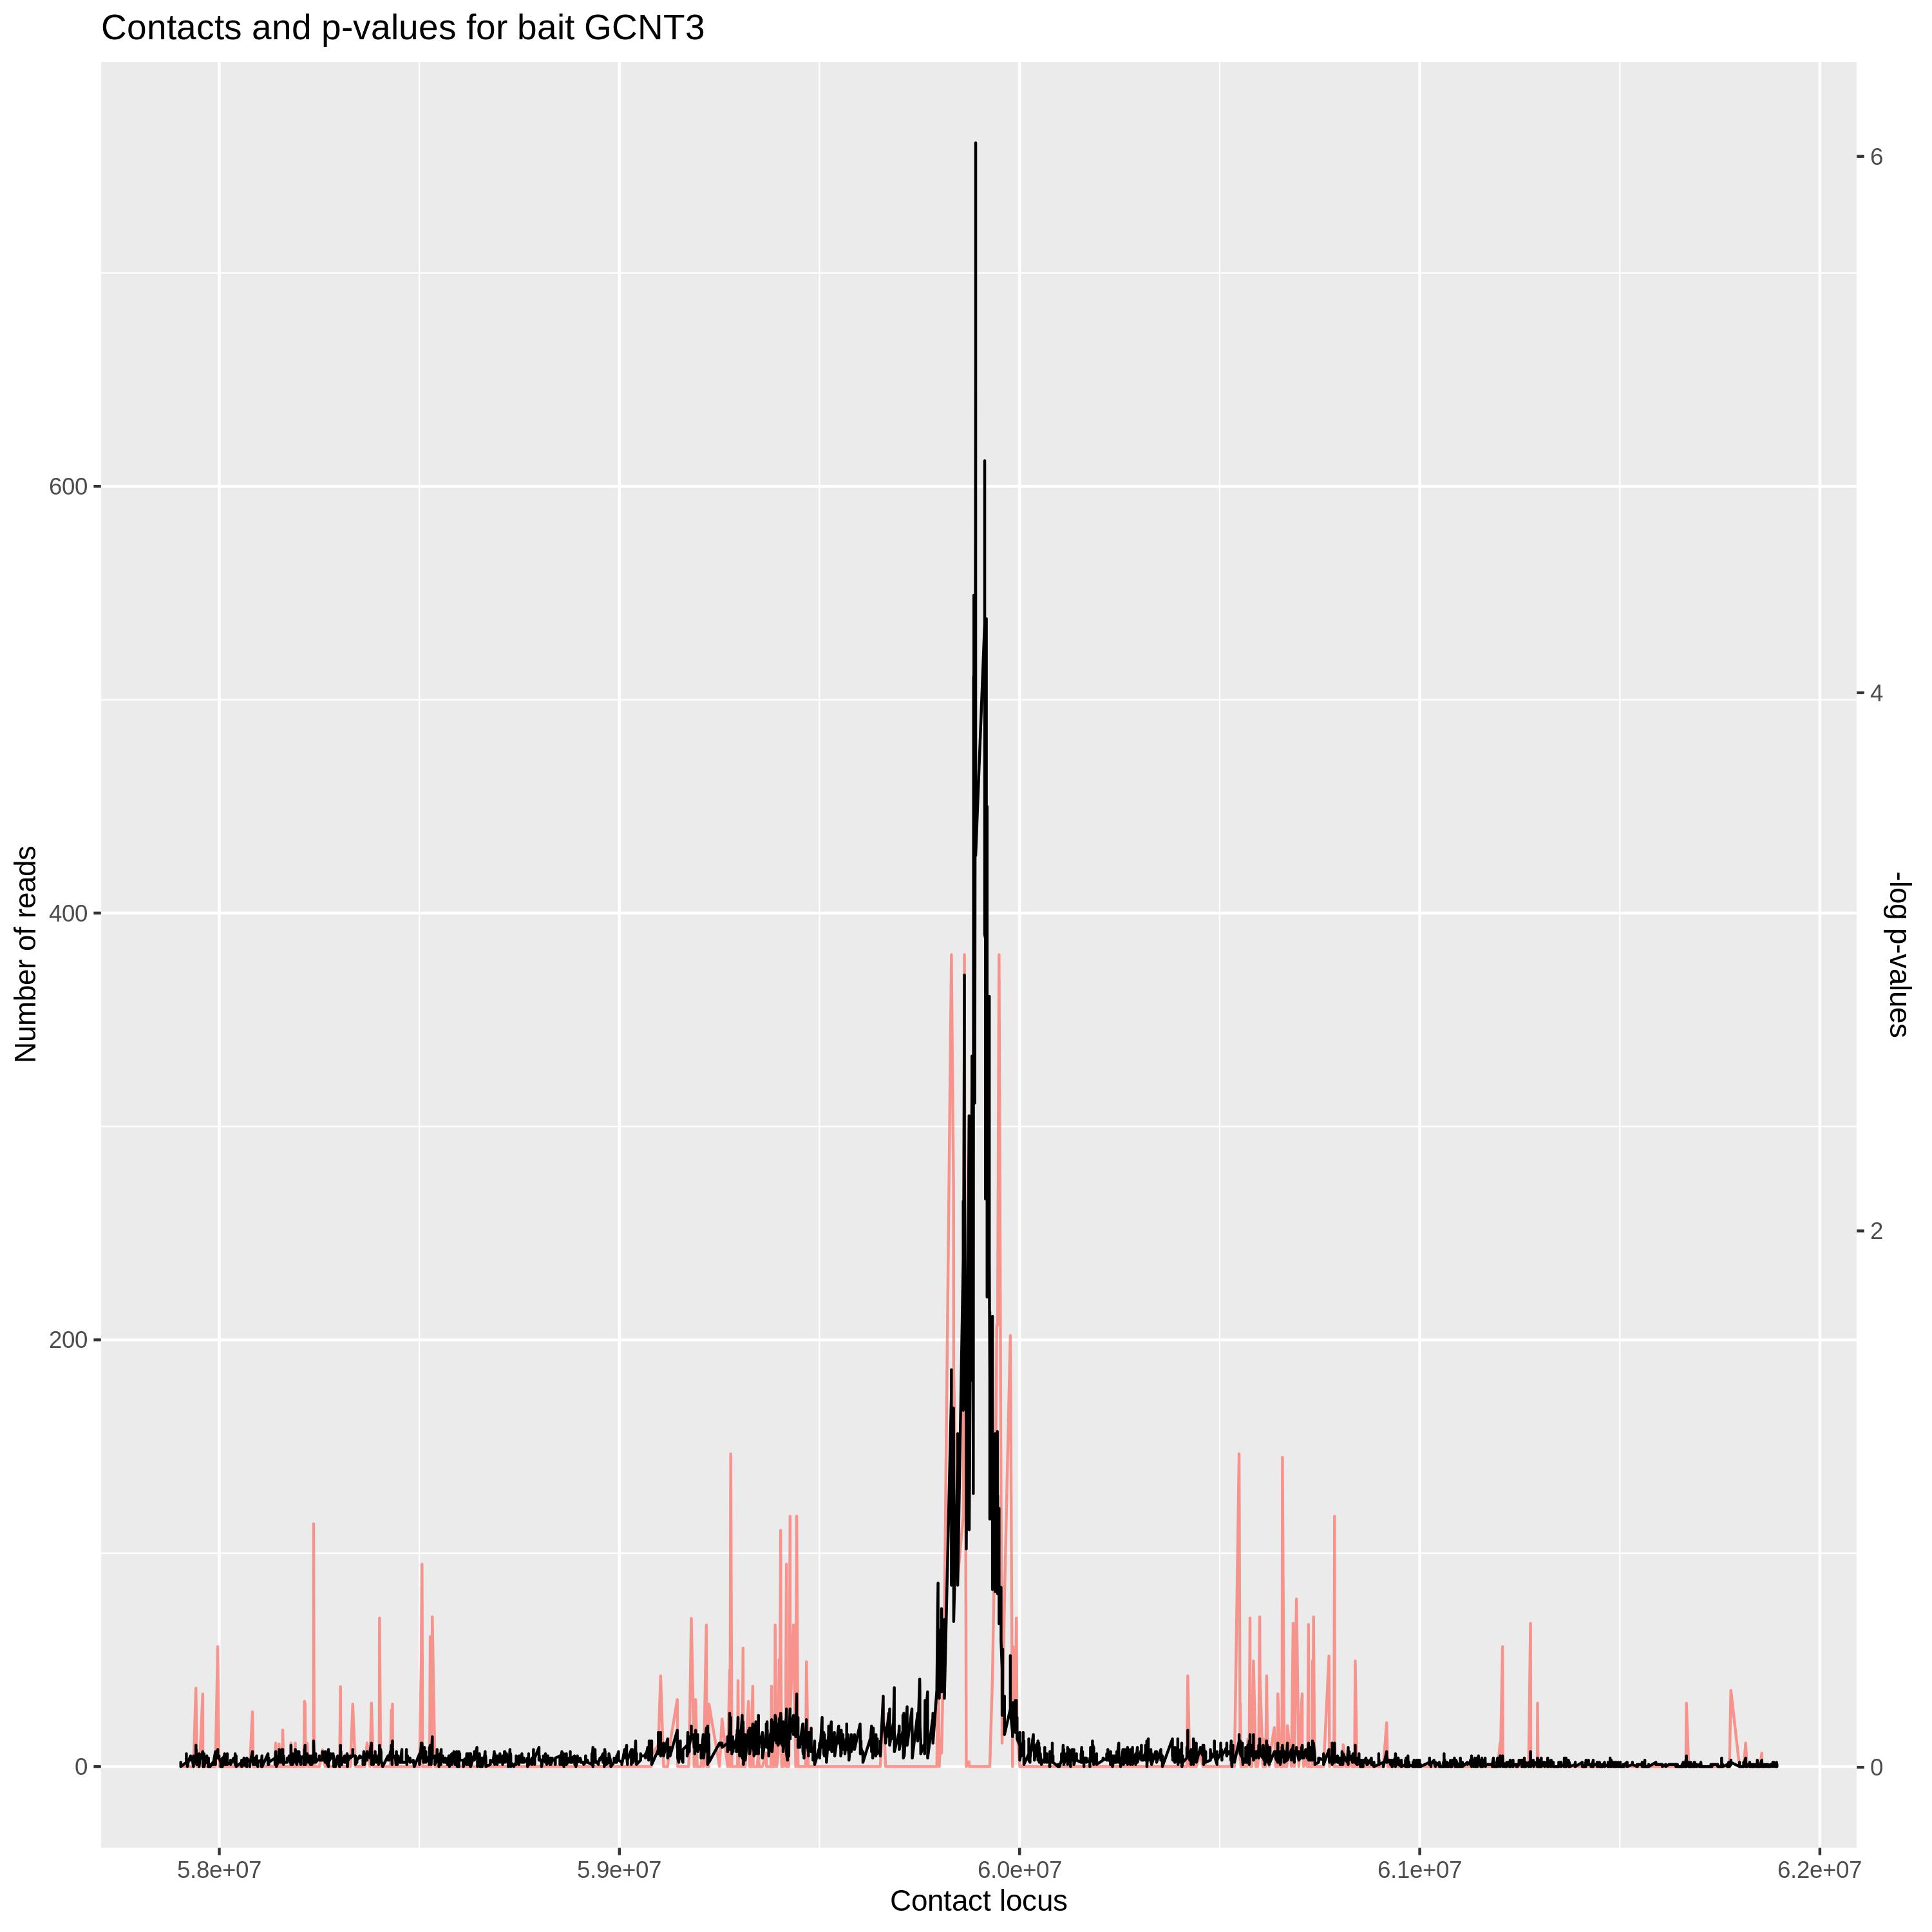 Contacts and p-values for bait GCNT3
Number of reads
600
400
200
0
6
4
2
0
-log p-values
5.8e+07
5.9e+07
6.0e+07
6.1e+07
6.2e+07
Contact locus